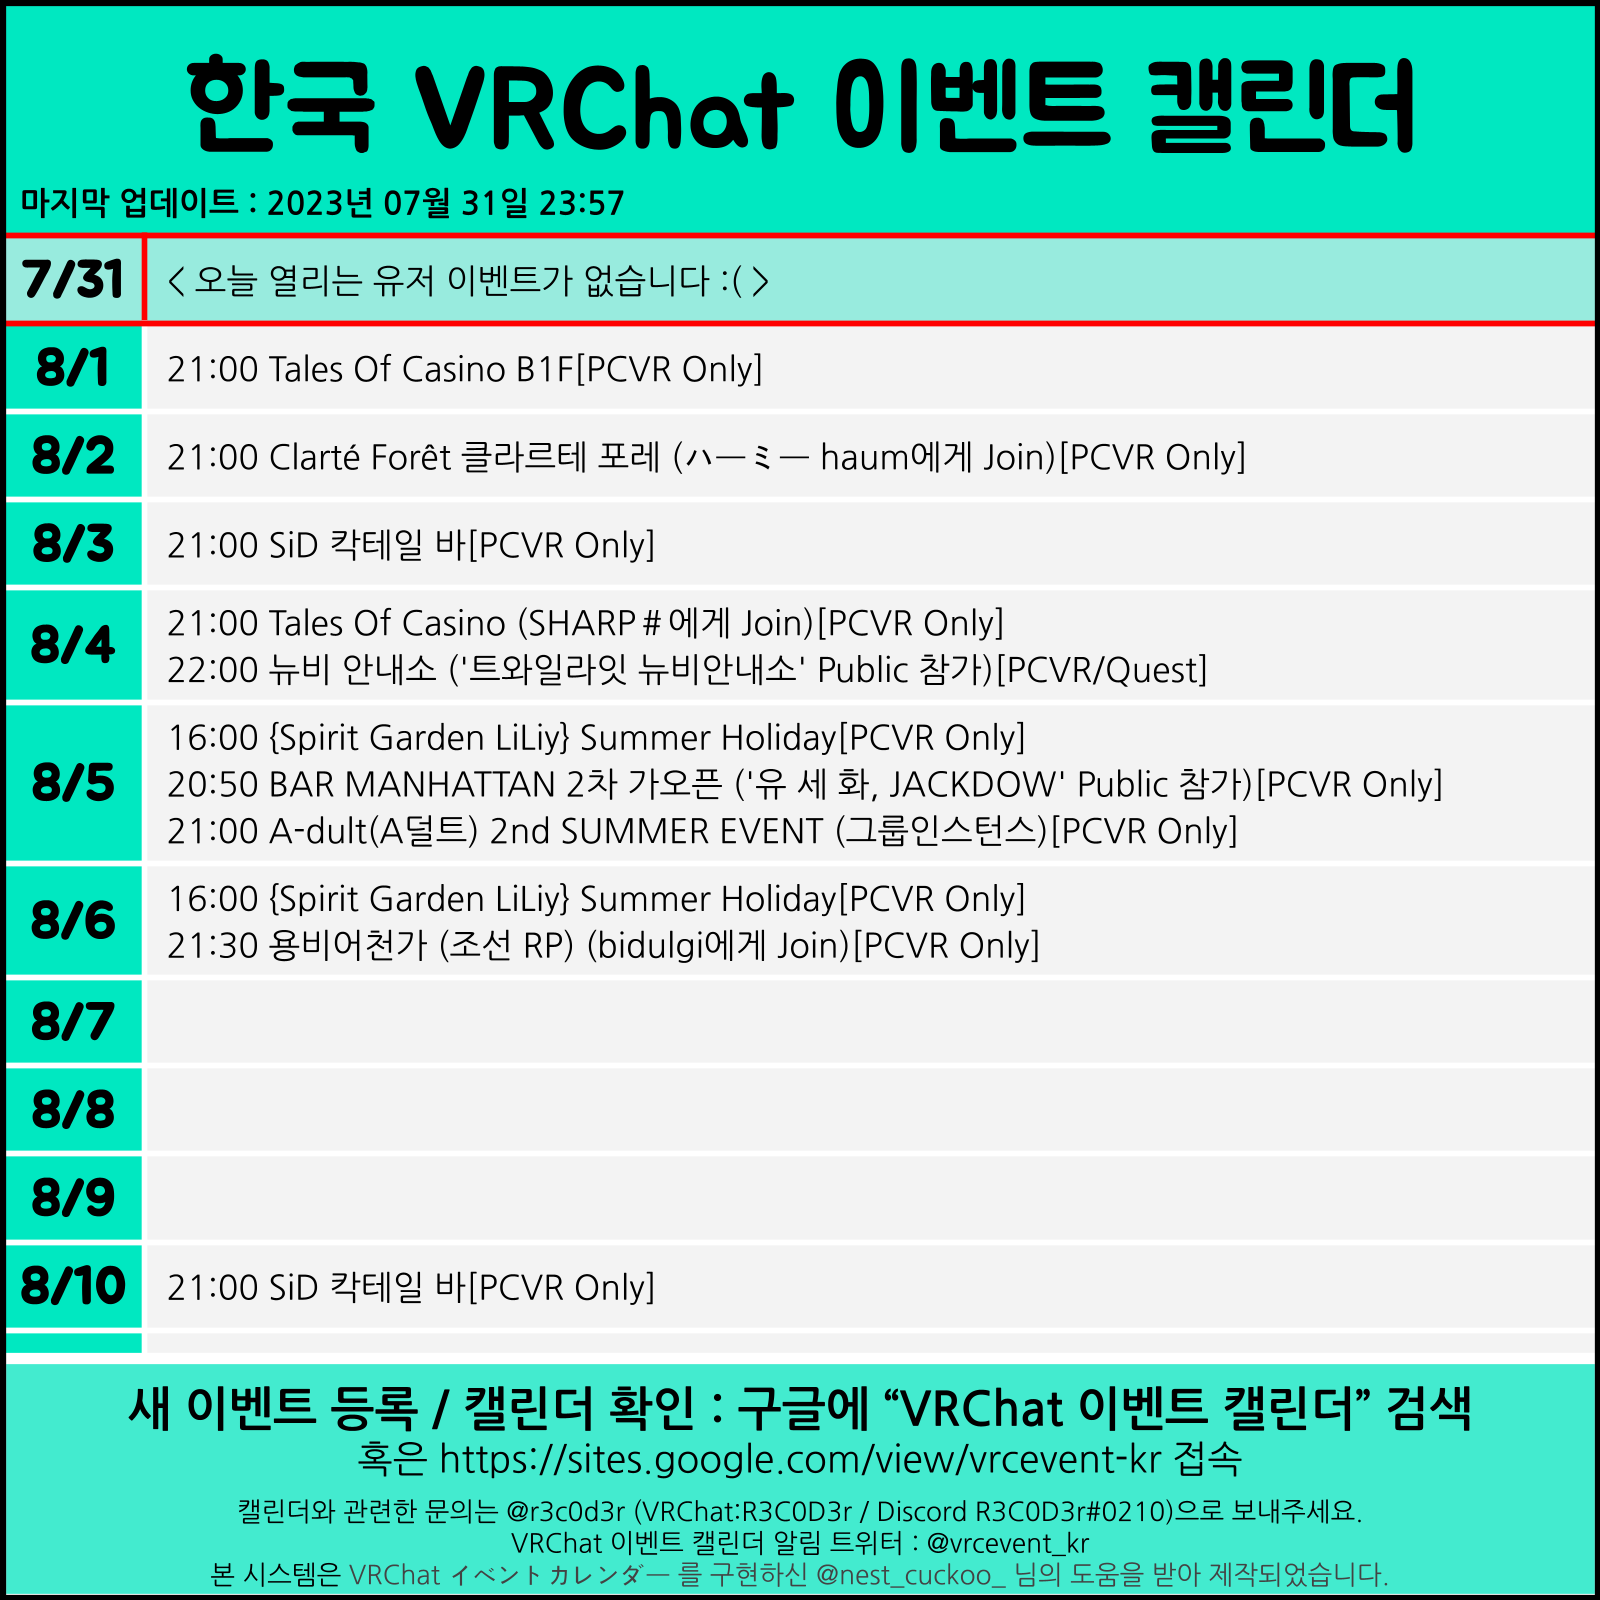 한국 VRChat 이벤트 캘린더
마지막 업데이트 : 2023년 07월 31일 23:57
7/31
< 오늘 열리는 유저 이벤트가 없습니다 :( >
8/1
21:00 Tales Of Casino B1F[PCVR Only]
8/2
21:00 Clarté Forêt 클라르테 포레 (ハーミー haum에게 Join)[PCVR Only]
8/3
21:00 SiD 칵테일 바[PCVR Only]
8/4
21:00 Tales Of Casino (SHARP＃에게 Join)[PCVR Only]
22:00 뉴비 안내소 ('트와일라잇 뉴비안내소' Public 참가)[PCVR/Quest]
8/5
16:00 {Spirit Garden LiLiy} Summer Holiday[PCVR Only]
20:50 BAR MANHATTAN 2차 가오픈 ('유 세 화, JACKDOW' Public 참가)[PCVR Only]
21:00 A-dult(A덜트) 2nd SUMMER EVENT (그룹인스턴스)[PCVR Only]
8/6
16:00 {Spirit Garden LiLiy} Summer Holiday[PCVR Only]
21:30 용비어천가 (조선 RP) (bidulgi에게 Join)[PCVR Only]
8/7
8/8
8/9
8/10
21:00 SiD 칵테일 바[PCVR Only]
새 이벤트 등록 / 캘린더 확인 : 구글에 “VRChat 이벤트 캘린더” 검색
혹은 https://sites.google.com/view/vrcevent-kr 접속
캘린더와 관련한 문의는 @r3c0d3r (VRChat:R3C0D3r / Discord R3C0D3r#0210)으로 보내주세요.
VRChat 이벤트 캘린더 알림 트위터 : @vrcevent_kr
본 시스템은 VRChat イベントカレンダー 를 구현하신 @nest_cuckoo_ 님의 도움을 받아 제작되었습니다.